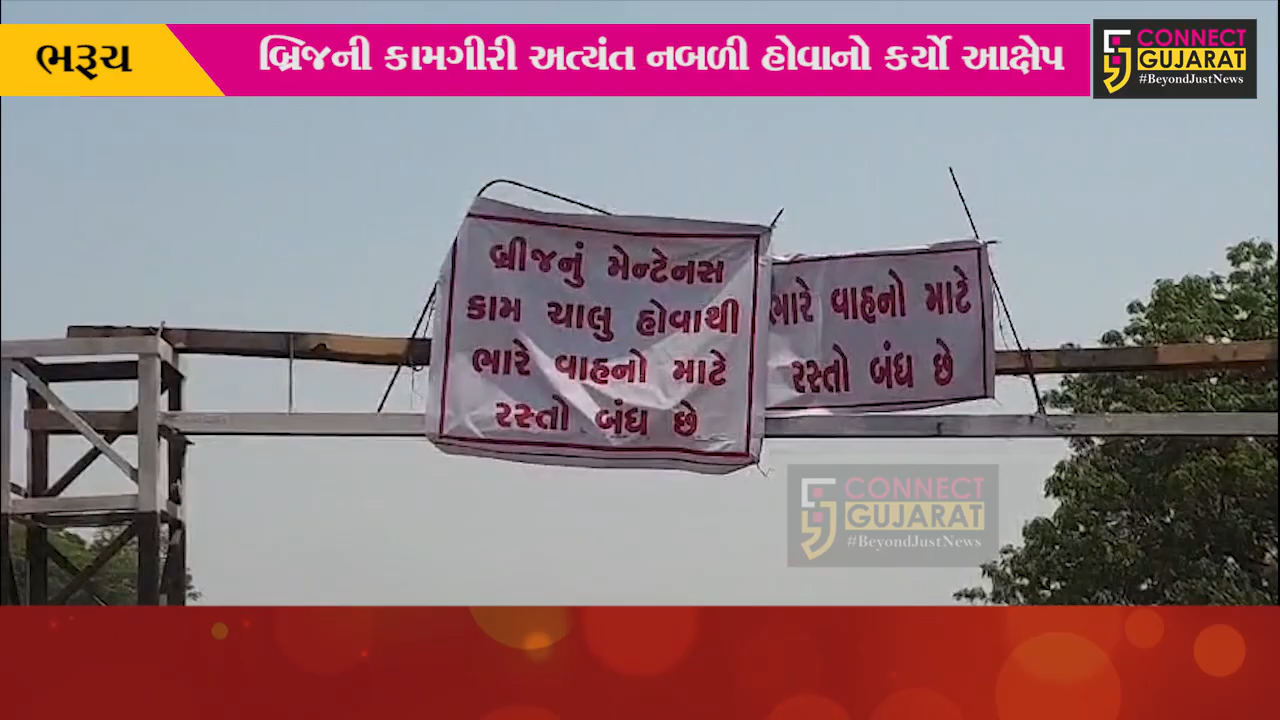 ભરૂચ
બ્રિજની કામગીરી અત્યંત નબળી હોવાનો કર્યો આક્ષેપ
CONNECT
GUJARAT
#BeyondJustNews
બ્રીજનું મેન્ટેનસ
કામ ચાલુ હોવાથી
ભારે વાહનો માટે
રસ્તો બંધ છે
ભારે વાહનો માટે
રસ્તો બંધ છે
CONNECT
GUJARAT
#BeyondJustNews